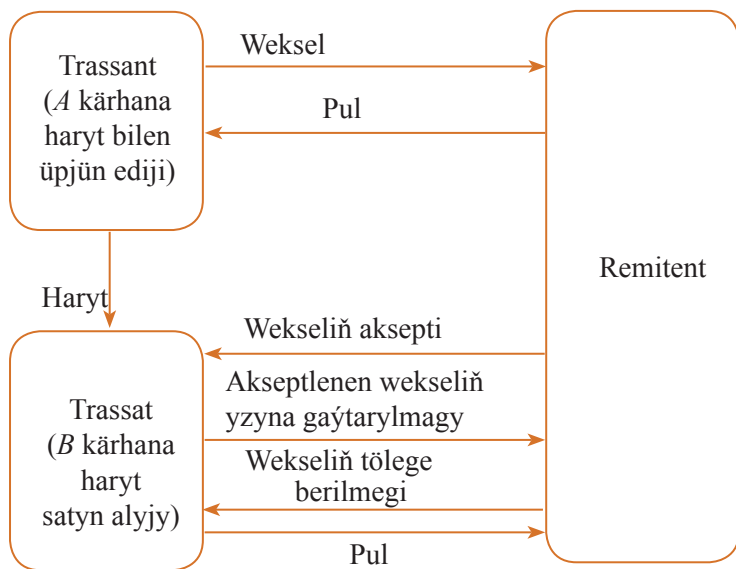 Trassant
(A kärhana
haryt bilen
üpjün ediji)
Weksel
Pul
Remitent
Haryt
Trassat
(B kärhana
haryt
satyn alyjy)
Wekseliň aksepti
Akseptlenen wekseliň
yzyna gaýtarylmagy
Wekseliň tölege
berilmegi
Pul